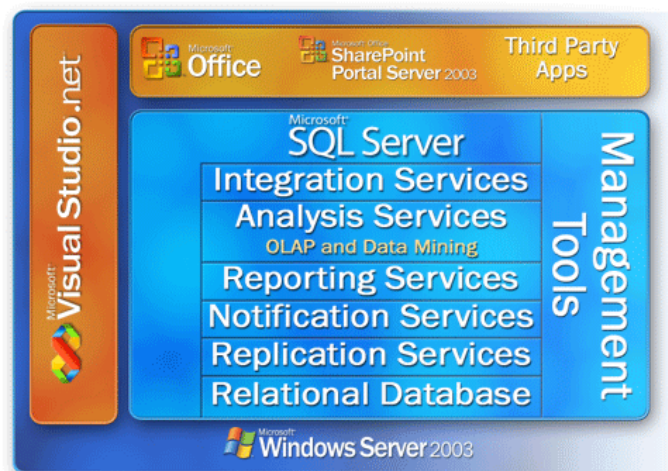 Microsoft
Visual Studio.net
Microsoft
Office
Microsoft Office
SharePoint
Portal Server 2003
Third Party
Apps
Microsoft
SQL Server
Integration Services
Analysis Services
OLAP and Data Mining
Reporting Services
Notification Services
Replication Services
Relational Database
Management
Tools
Microsoft
Windows Server 2003